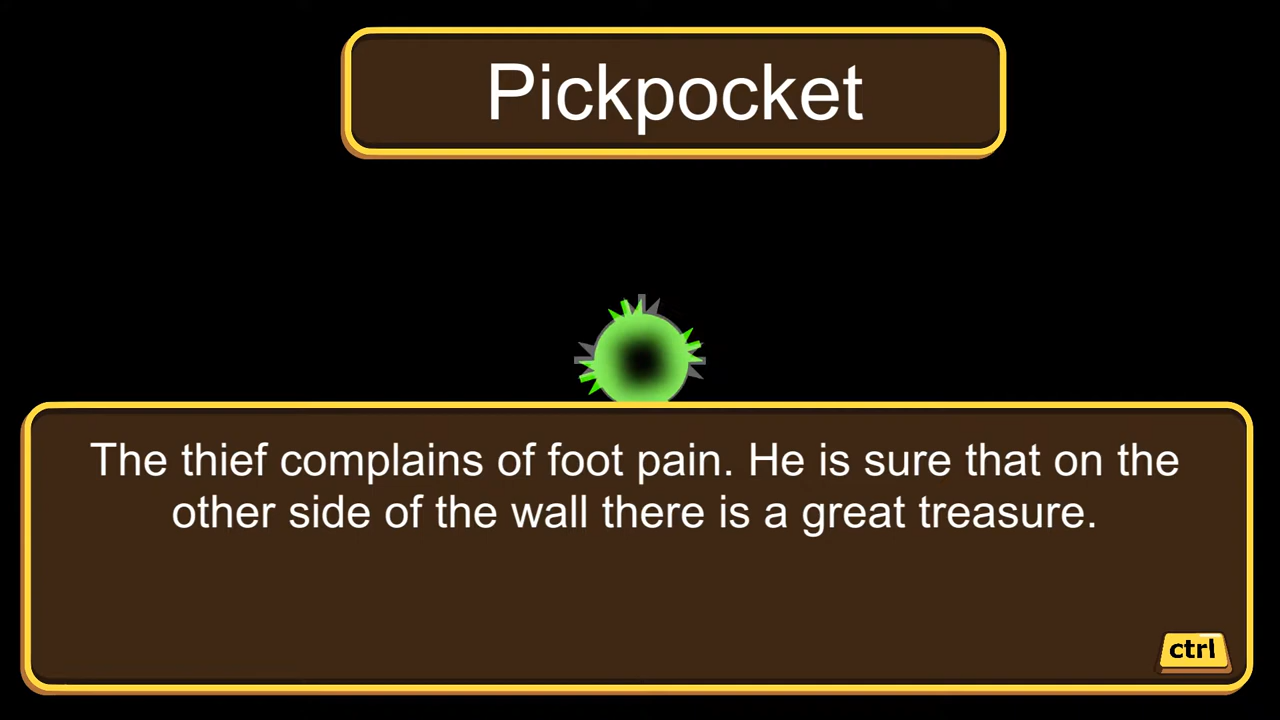 Pickpocket
The thief complains of foot pain. He is sure that on the
other side of the wall there is a great treasure.
ctrl